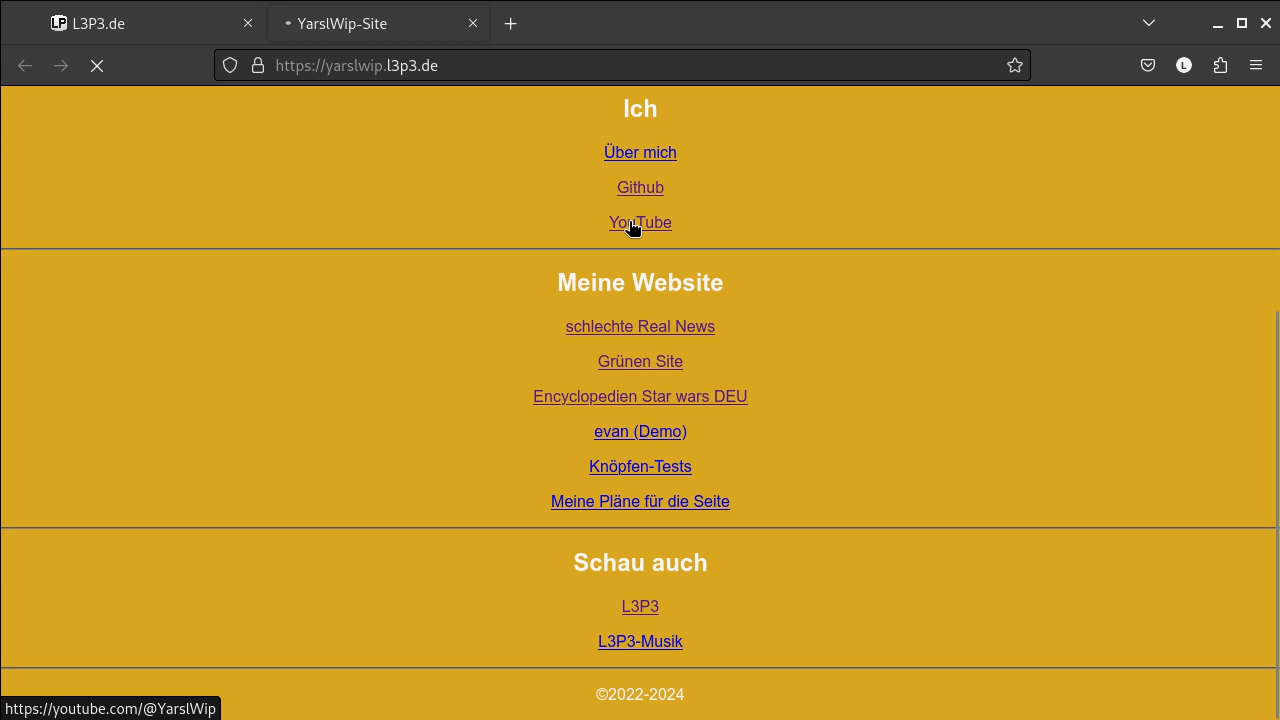 L3P3.de
YarslWip-Site
https://yarslwip.l3p3.de
L
Ich
Über mich
Github
YouTube
Meine Website
schlechte Real News
Grünen Site
Encyclopedien Star wars DEU
evan (Demo)
Knöpfen-Tests
Meine Pläne für die Seite
Schau auch
L3P3
L3P3-Musik
©2022-2024
https://youtube.com/@YarslWip